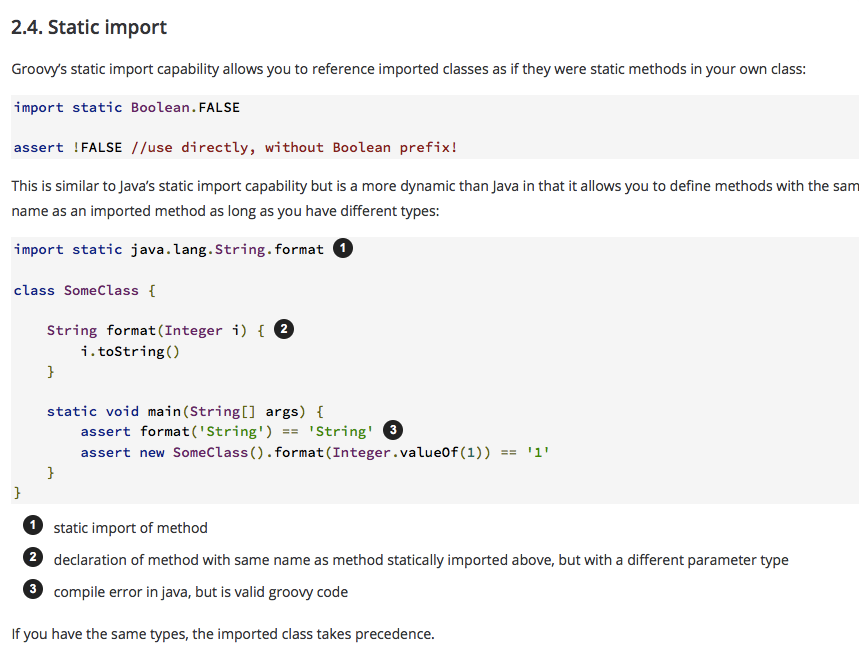 2.4. Static import
Groovy's static import capability allows you to reference imported classes as if they were static methods in your own class:
import static Boolean.FALSE
assert !FALSE //use directly, without Boolean prefix!
This is similar to Java's static import capability but is a more dynamic than Java in that it allows you to define methods with the sam
name as an imported method as long as you have different types:
import static java.lang.String.format 1
class SomeClass {
    String format(Integer i) { 2
        i.toString()
    }
    static void main(String[] args) {
        assert format('String') == 'String' 3
        assert new SomeClass().format(Integer.valueOf(1)) == '1'
    }
}
1 static import of method
2 declaration of method with same name as method statically imported above, but with a different parameter type
3 compile error in java, but is valid groovy code
If you have the same types, the imported class takes precedence.